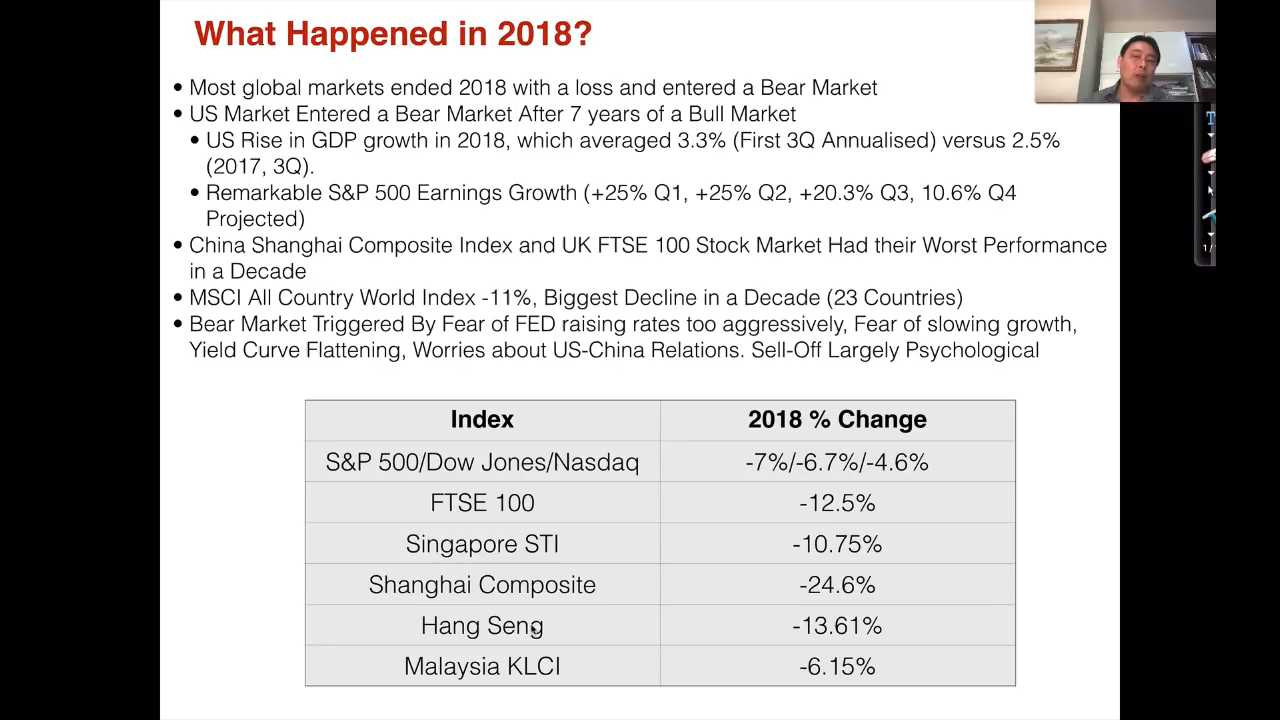 What Happened in 2018?
• Most global markets ended 2018 with a loss and entered a Bear Market
• US Market Entered a Bear Market After 7 years of a Bull Market
• US Rise in GDP growth in 2018, which averaged 3.3% (First 3Q Annualised) versus 2.5%
(2017, 3Q).
• Remarkable S&P 500 Earnings Growth (+25% Q1, +25% Q2, +20.3% Q3, 10.6% Q4
Projected)
• China Shanghai Composite Index and UK FTSE 100 Stock Market Had their Worst Performance
in a Decade
• MSCI All Country World Index -11%, Biggest Decline in a Decade (23 Countries)
• Bear Market Triggered By Fear of FED raising rates too aggressively, Fear of slowing growth,
Yield Curve Flattening, Worries about US-China Relations. Sell-Off Largely Psychological
Index 2018 % Change
S&P 500/Dow Jones/Nasdaq -7%/-6.7%/-4.6%
FTSE 100 -12.5%
Singapore STI -10.75%
Shanghai Composite -24.6%
Hang Seng -13.61%
Malaysia KLCI -6.15%